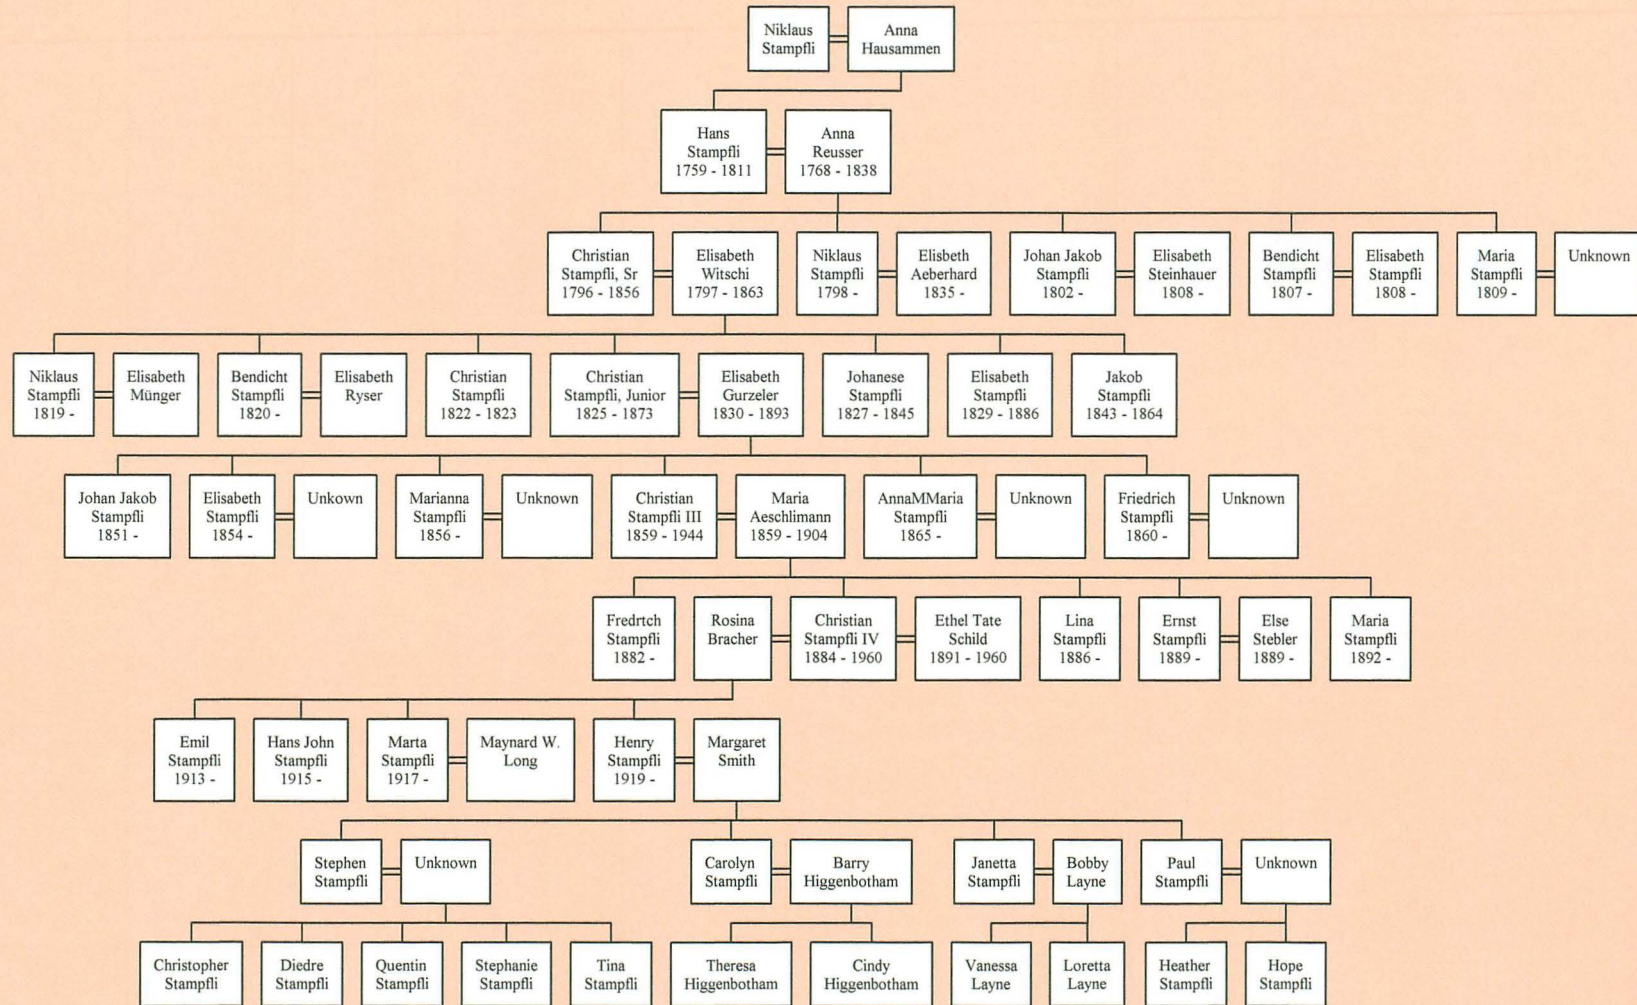 Niklaus
Stampfli
Anna
Hausammen
Hans
Stampfli
1759 - 1811
Anna
Reusser
1768 - 1838
Christian
Stampfli, Sr
1796 - 1856
Elisabeth
Witschi
1797 - 1863
Niklaus
Stampfli
1798 -
Elisbeth
Aeberhard
1835 -
Johan Jakob
Stampfli
1802 -
Elisabeth
Steinhauer
1808 -
Bendicht
Stampfli
1807 -
Elisabeth
Stampfli
1808 -
Maria
Stampfli
1809 -
Unknown
Niklaus
Stampfli
1819 -
Elisabeth
Münger
Bendicht
Stampfli
1820 -
Elisabeth
Ryser
Christian
Stampfli
1822 - 1823
Christian
Stampfli, Junior
1825 - 1873
Elisabeth
Gurzeler
1830 - 1893
Johanese
Stampfli
1827 - 1845
Elisabeth
Stampfli
1829 - 1886
Jakob
Stampfli
1843 - 1864
Johan Jakob
Stampfli
1851 -
Elisabeth
Stampfli
1854 -
Unkown
Marianna
Stampfli
1856 -
Unknown
Christian
Stampfli III
1859 - 1944
Maria
Aeschlimann
1859 - 1904
AnnaMMaria
Stampfli
1865 -
Unknown
Friedrich
Stampfli
1860 -
Unknown
Fredrtch
Stampfli
1882 -
Rosina
Bracher
Christian
Stampfli IV
1884 - 1960
Ethel Tate
Schild
1891 - 1960
Lina
Stampfli
1886 -
Ernst
Stampfli
1889 -
Else
Stebler
1889 -
Maria
Stampfli
1892 -
Emil
Stampfli
1913 -
Hans John
Stampfli
1915 -
Marta
Stampfli
1917 -
Maynard W.
Long
Henry
Stampfli
1919 -
Margaret
Smith
Stephen
Stampfli
Unknown
Carolyn
Stampfli
Barry
Higgenbotham
Janetta
Stampfli
Bobby
Layne
Paul
Stampfli
Unknown
Christopher
Stampfli
Diedre
Stampfli
Quentin
Stampfli
Stephanie
Stampfli
Tina
Stampfli
Theresa
Higgenbotham
Cindy
Higgenbotham
Vanessa
Layne
Loretta
Layne
Heather
Stampfli
Hope
Stampfli